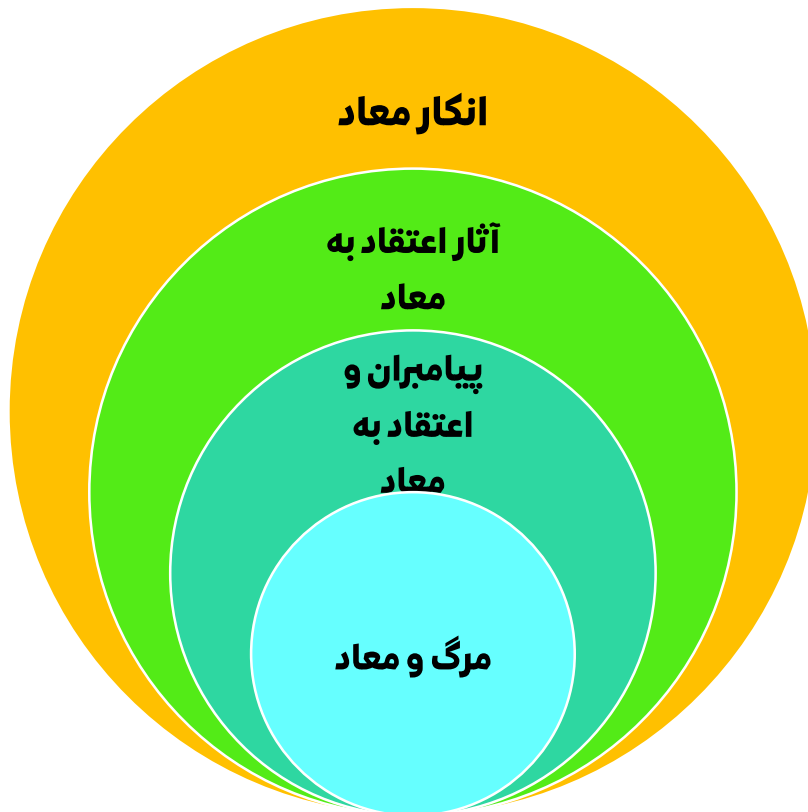 انکار معاد
آثار اعتقاد به
معاد
پیامبران و
اعتقاد به
معاد
مرگ و معاد